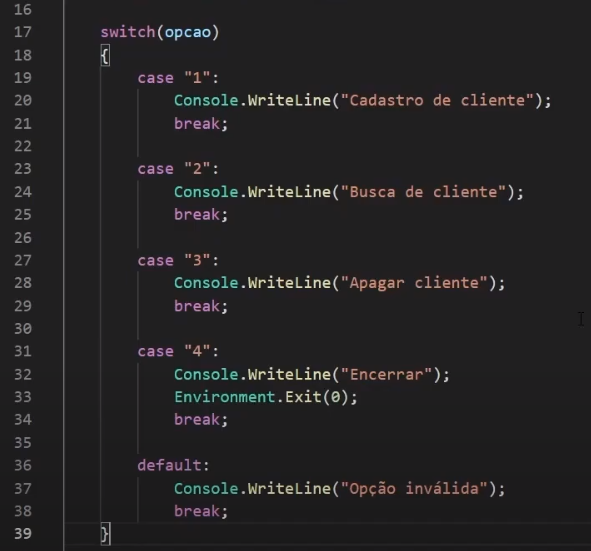 16
17 switch(opcao)
18 {
19 case "1":
20 Console.WriteLine("Cadastro de cliente");
21 break;
22
23 case "2":
24 Console.WriteLine("Busca de cliente");
25 break;
26
27 case "3":
28 Console.WriteLine("Apagar cliente");
29 break;
30
31 case "4":
32 Console.WriteLine("Encerrar");
33 Environment.Exit(0);
34 break;
35
36 default:
37 Console.WriteLine("Opção inválida");
38 break;
39 }